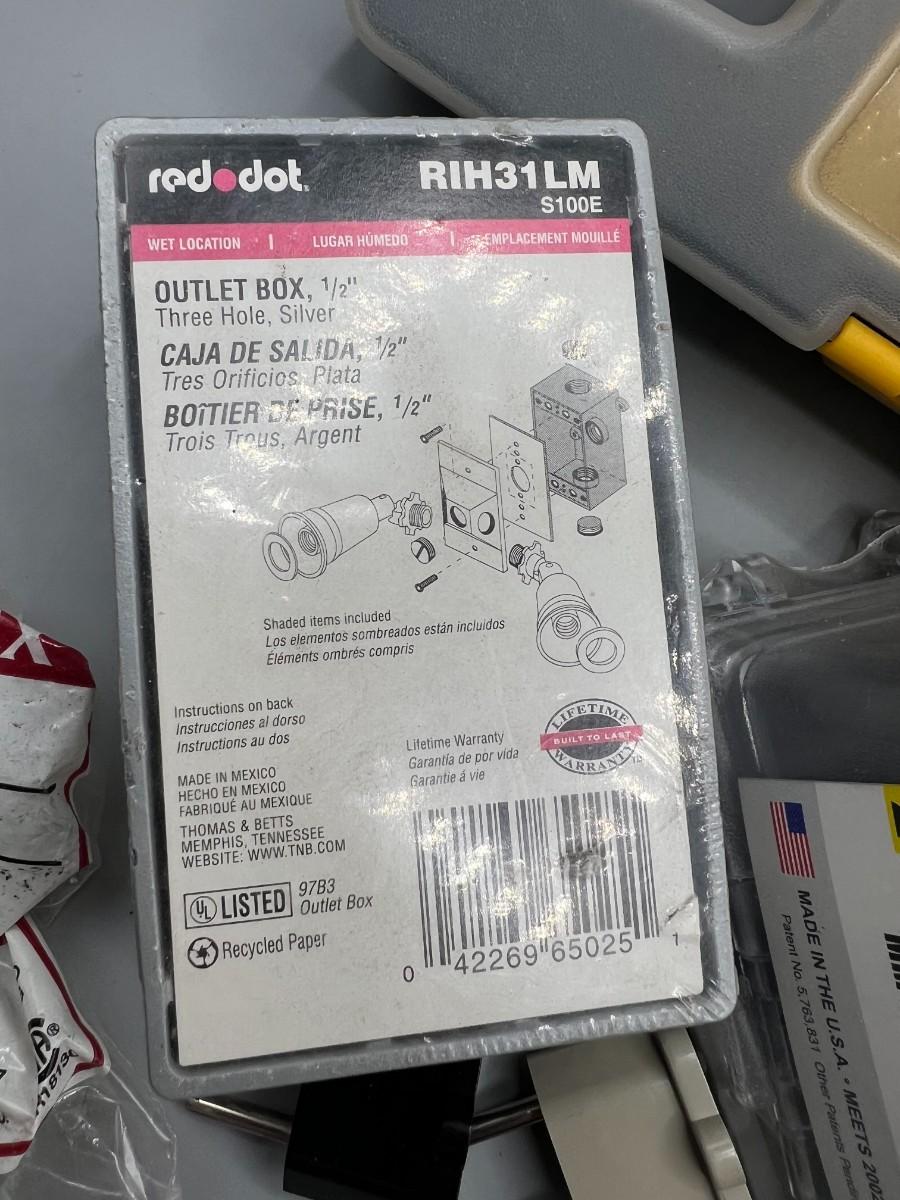 red•dot®
RIH31LM
S100E
WET LOCATION | LUGAR HÚMEDO | EMPLACEMENT MOUILLÉ
OUTLET BOX, 1/2"
Three Hole, Silver
CAJA DE SALIDA, 1/2"
Tres Orificios, Plata
BOÎTIER DE PRISE, 1/2"
Trois Trous, Argent
Shaded items included
Los elementos sombreados están incluidos
Éléments ombrés compris
Instructions on back
Instrucciones al dorso
Instructions au dos
Lifetime Warranty
Garantía de por vida
Garantie á vie
LIFETIME
BUILT TO LAST
WARRANTY
MADE IN MEXICO
HECHO EN MEXICO
FABRIQUÉ AU MEXIQUE
THOMAS & BETTS
MEMPHIS, TENNESSEE
WEBSITE: WWW.TNB.COM
UL LISTED
97B3
Outlet Box
Recycled Paper
0 42269 65025 1
X
MADE IN THE U.S.A. • MEETS
Patent No. 5,763,831 Other Patents